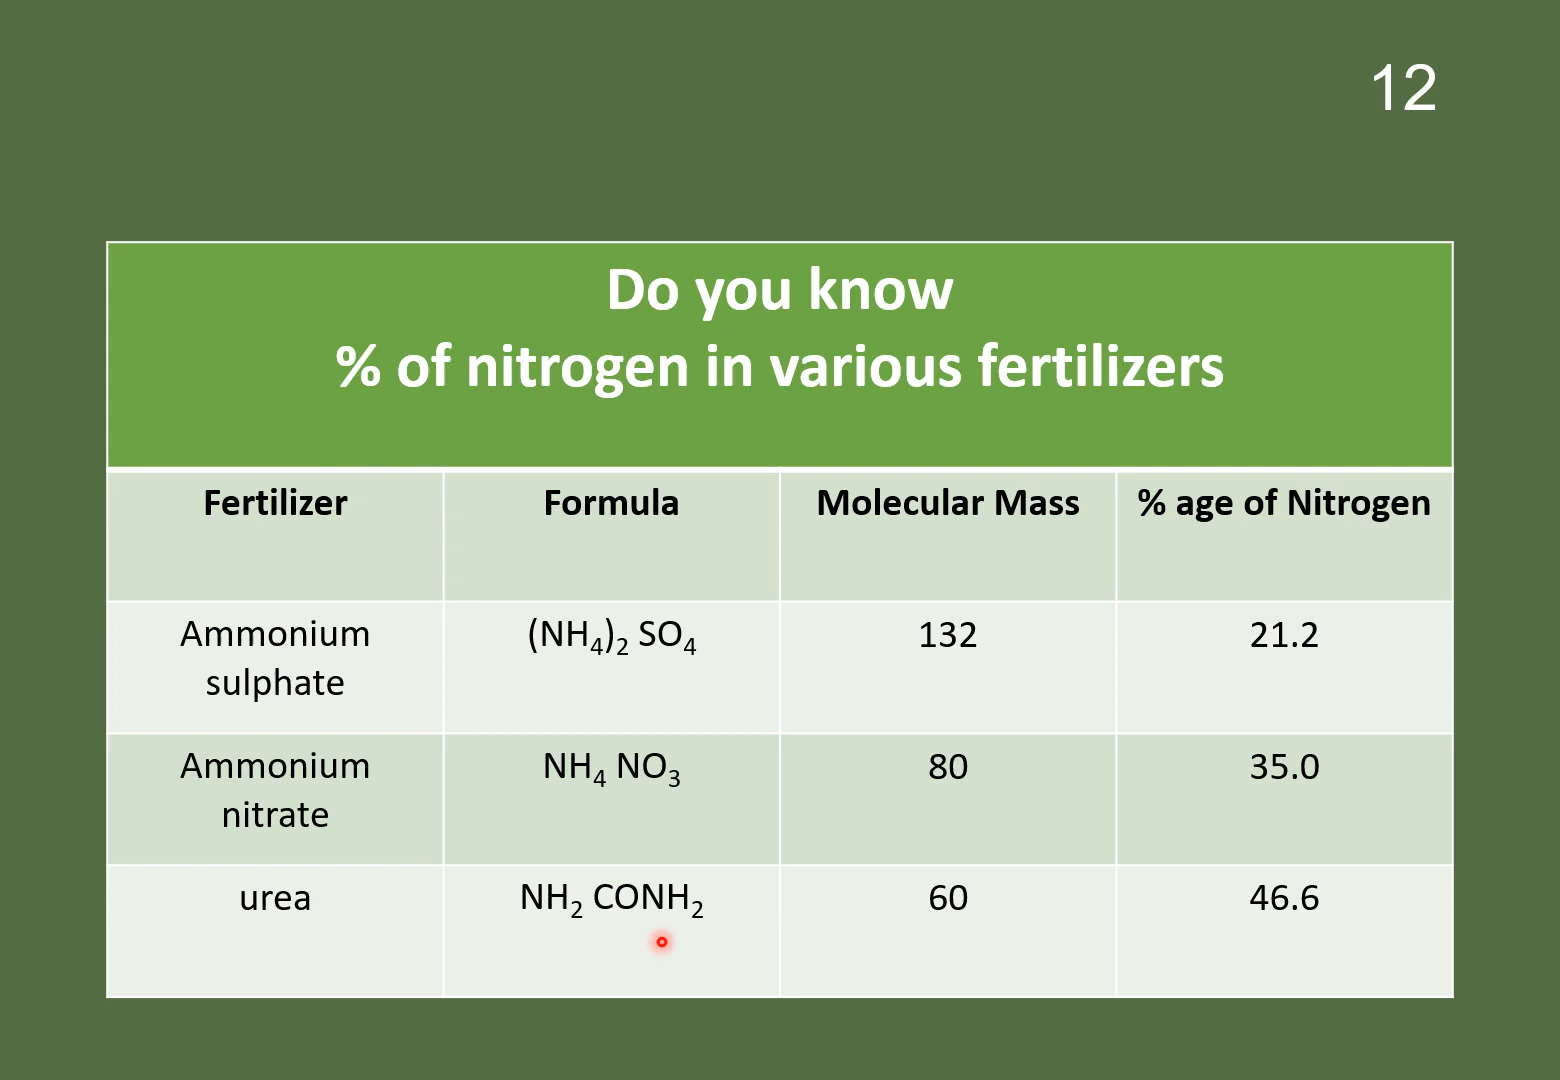 12
Do you know
% of nitrogen in various fertilizers
Fertilizer Formula Molecular Mass % age of Nitrogen
Ammonium sulphate (NH₄)₂ SO₄ 132 21.2
Ammonium nitrate NH₄ NO₃ 80 35.0
urea NH₂ CONH₂ 60 46.6